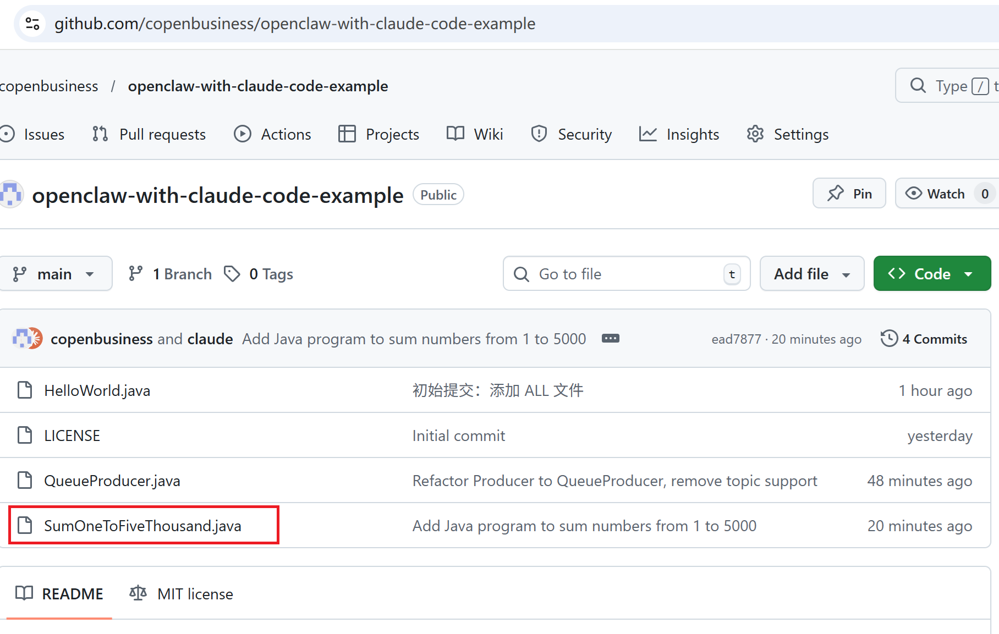 github.com/copenbusiness/openclaw-with-claude-code-example
copenbusiness / openclaw-with-claude-code-example
Type / t
Issues Pull requests Actions Projects Wiki Security Insights Settings
openclaw-with-claude-code-example Public
Pin Watch 0
main 1 Branch 0 Tags Go to file t Add file Code
copenbusiness and claude Add Java program to sum numbers from 1 to 5000 ead7877 · 20 minutes ago 4 Commits
HelloWorld.java 初始提交：添加 ALL 文件 1 hour ago
LICENSE Initial commit yesterday
QueueProducer.java Refactor Producer to QueueProducer, remove topic support 48 minutes ago
SumOneToFiveThousand.java Add Java program to sum numbers from 1 to 5000 20 minutes ago
README MIT license